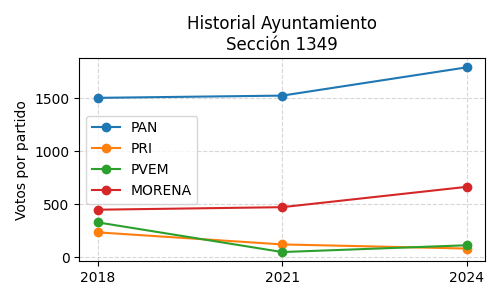 Historial Ayuntamiento
Sección 1349
Votos por partido
1500
1000
500
0
PAN
PRI
PVEM
MORENA
2018
2021
2024